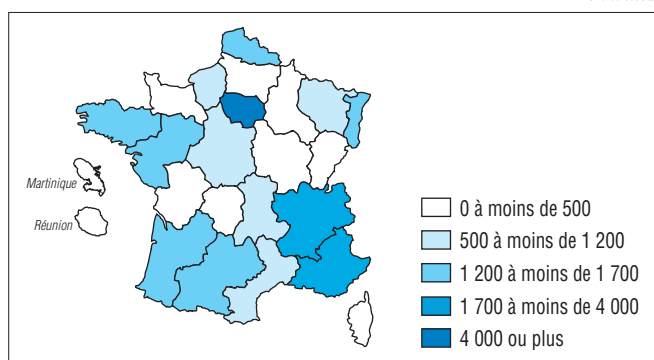 Martinique
Réunion
0 à moins de 500
500 à moins de 1 200
1 200 à moins de 1 700
1 700 à moins de 4 000
4 000 ou plus